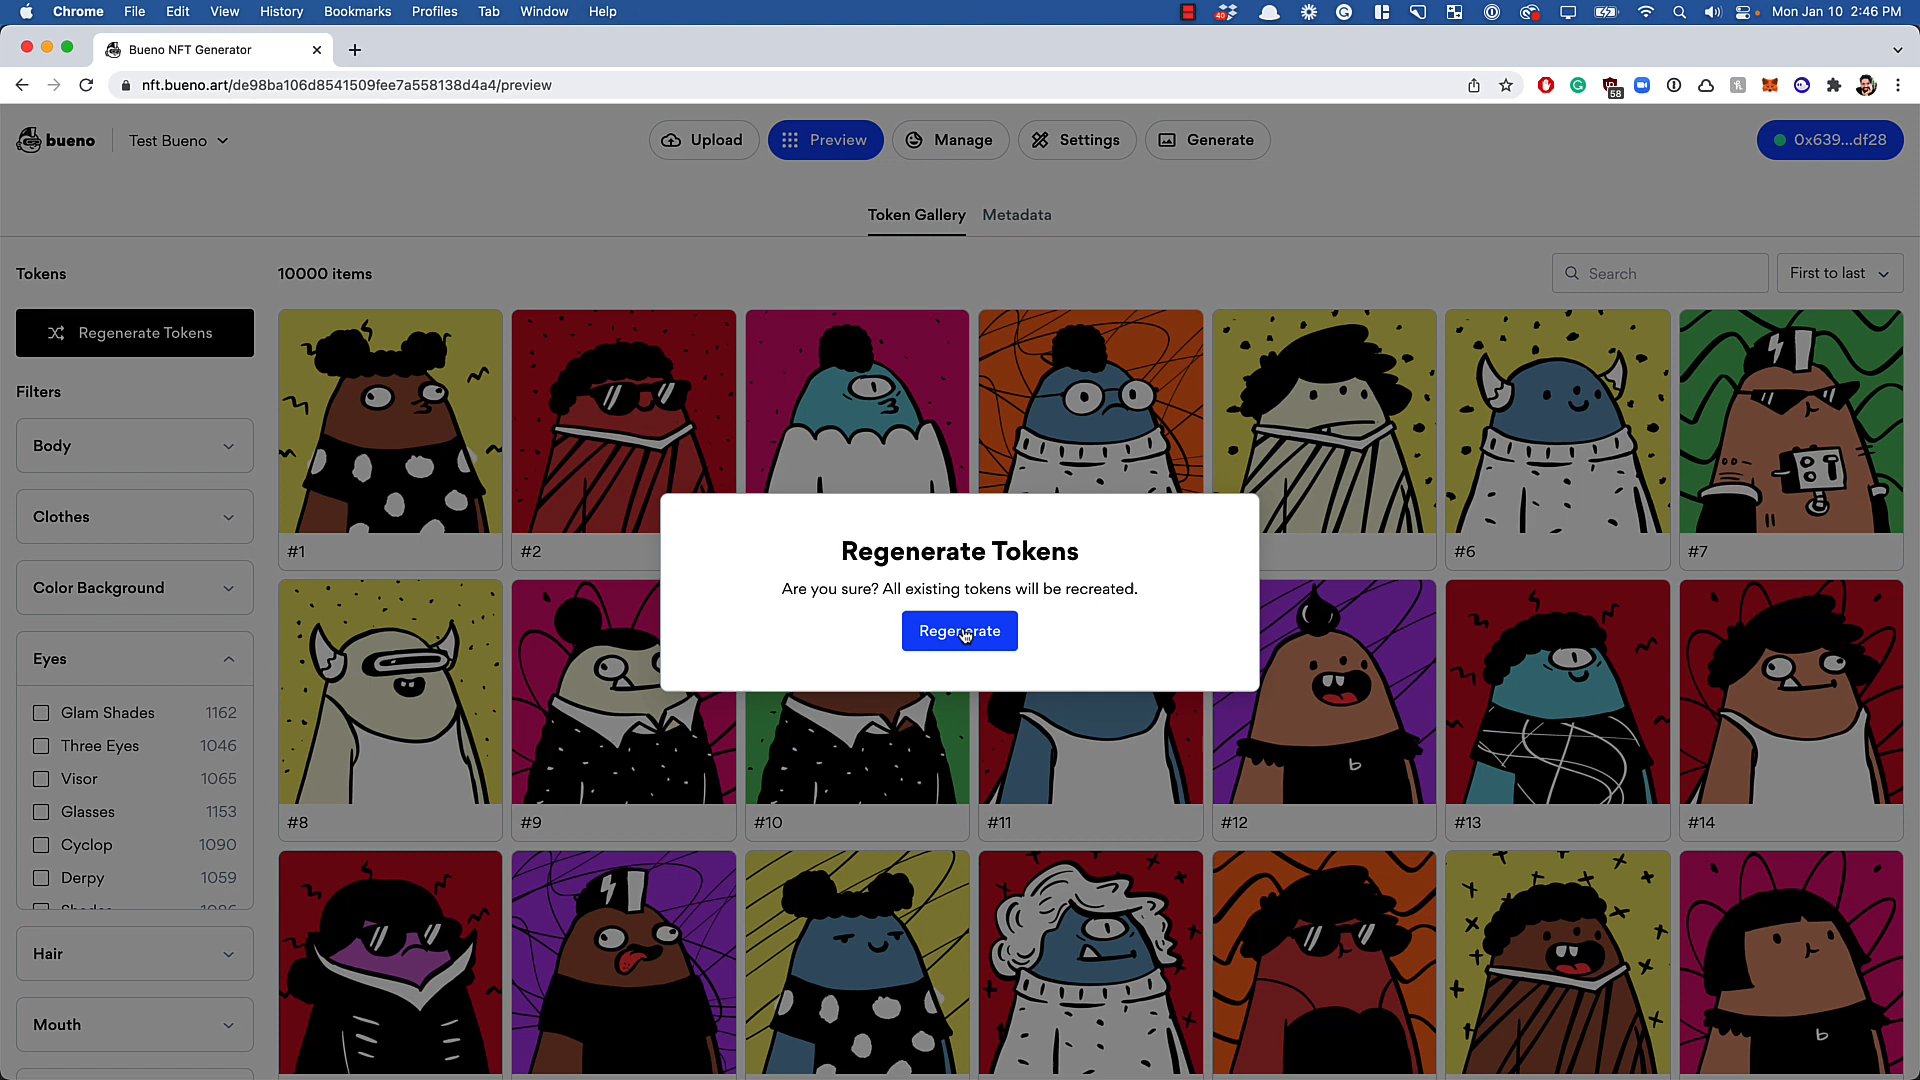 Chrome File Edit View History Bookmarks Profiles Tab Window Help
40
Mon Jan 10 2:46 PM
Bueno NFT Generator
nft.bueno.art/de98ba106d8541509fee7a558138d4a4/preview
58
bueno
Test Bueno
Upload
Preview
Manage
Settings
Generate
0x639...df28
Token Gallery
Metadata
Tokens
10000 items
Search
First to last
Regenerate Tokens
Filters
Body
Clothes
Color Background
Eyes
Glam Shades 1162
Three Eyes 1046
Visor 1065
Glasses 1153
Cyclop 1090
Derpy 1059
Hair
Mouth
#1
#2
#6
#7
Regenerate Tokens
Are you sure? All existing tokens will be recreated.
Regenerate
#8
#9
#10
#11
b
#12
#13
#14
b